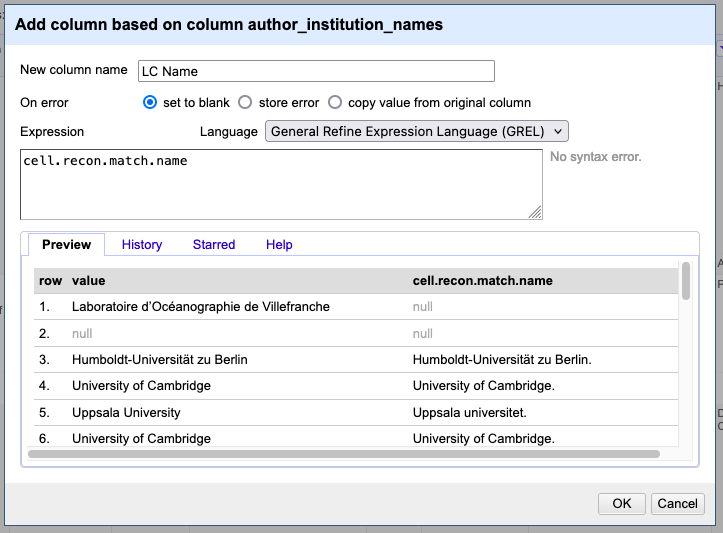 Add column based on column author_institution_names
New column name LC Name
On error set to blank store error copy value from original column
Expression Language General Refine Expression Language (GREL)
cell.recon.match.name
No syntax error.
Preview History Starred Help
row value cell.recon.match.name
1. Laboratoire d’Océanographie de Villefranche null
2. null null
3. Humboldt-Universität zu Berlin Humboldt-Universität zu Berlin.
4. University of Cambridge University of Cambridge.
5. Uppsala University Uppsala universitet.
6. University of Cambridge University of Cambridge.
OK Cancel